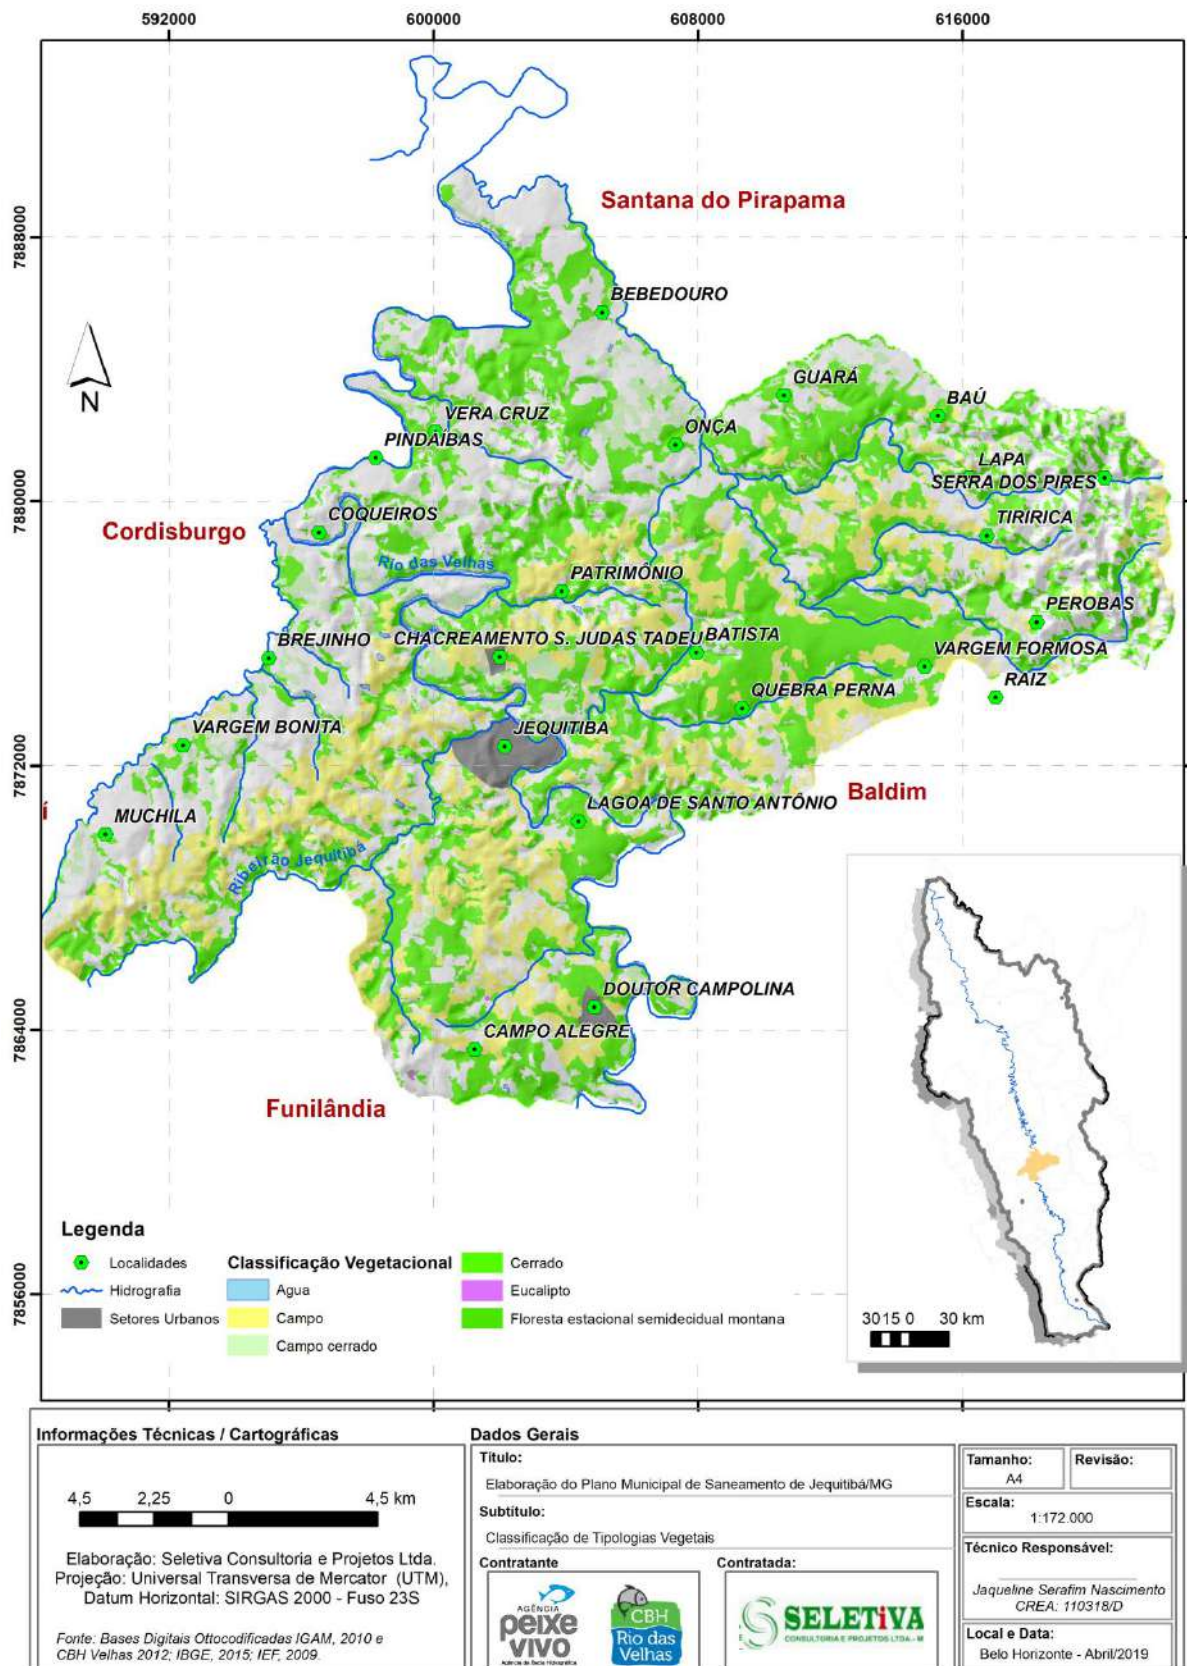 592000
600000
608000
616000
7888000
7880000
7872000
7864000
7856000
Santana do Pirapama
BEBEDOURO
GUARÁ
BAÚ
VERA CRUZ
ONÇA
PINDAÍBAS
LAPA
SERRA DOS PIRES
COQUEIROS
TIRIRICA
Cordisburgo
Rio das Velhas
PATRIMÔNIO
PEROBAS
BREJINHO
CHACREAMENTO S. JUDAS TADEU
BATISTA
VARGEM FORMOSA
QUEBRA PERNA
RAIZ
VARGEM BONITA
JEQUITIBA
Baldim
LAGOA DE SANTO ANTÔNIO
MUCHILA
í
Ribeirão Jequitibá
DOUTOR CAMPOLINA
CAMPO ALEGRE
Funilândia
N
Legenda
Localidades
Hidrografia
Setores Urbanos
Classificação Vegetacional
Agua
Campo
Campo cerrado
Cerrado
Eucalipto
Floresta estacional semidecidual montana
30 15 0 30 km
Informações Técnicas / Cartográficas
4,5 2,25 0 4,5 km
Elaboração: Seletiva Consultoria e Projetos Ltda.
Projeção: Universal Transversa de Mercator (UTM),
Datum Horizontal: SIRGAS 2000 - Fuso 23S
Fonte: Bases Digitais Ottocodificadas IGAM, 2010 e
CBH Velhas 2012; IBGE, 2015; IEF, 2009.
Dados Gerais
Título:
Elaboração do Plano Municipal de Saneamento de Jequitibá/MG
Subtítulo:
Classificação de Tipologias Vegetais
Contratante
AGÊNCIA
peixe
vivo
Agência de Bacia Hidrográfica
CBH
Rio das
Velhas
Contratada:
SELETiVA
CONSULTORIA E PROJETOS LTDA.- M
Tamanho:
A4
Revisão:
Escala:
1:172.000
Técnico Responsável:
Jaqueline Serafim Nascimento
CREA: 110318/D
Local e Data:
Belo Horizonte - Abril/2019